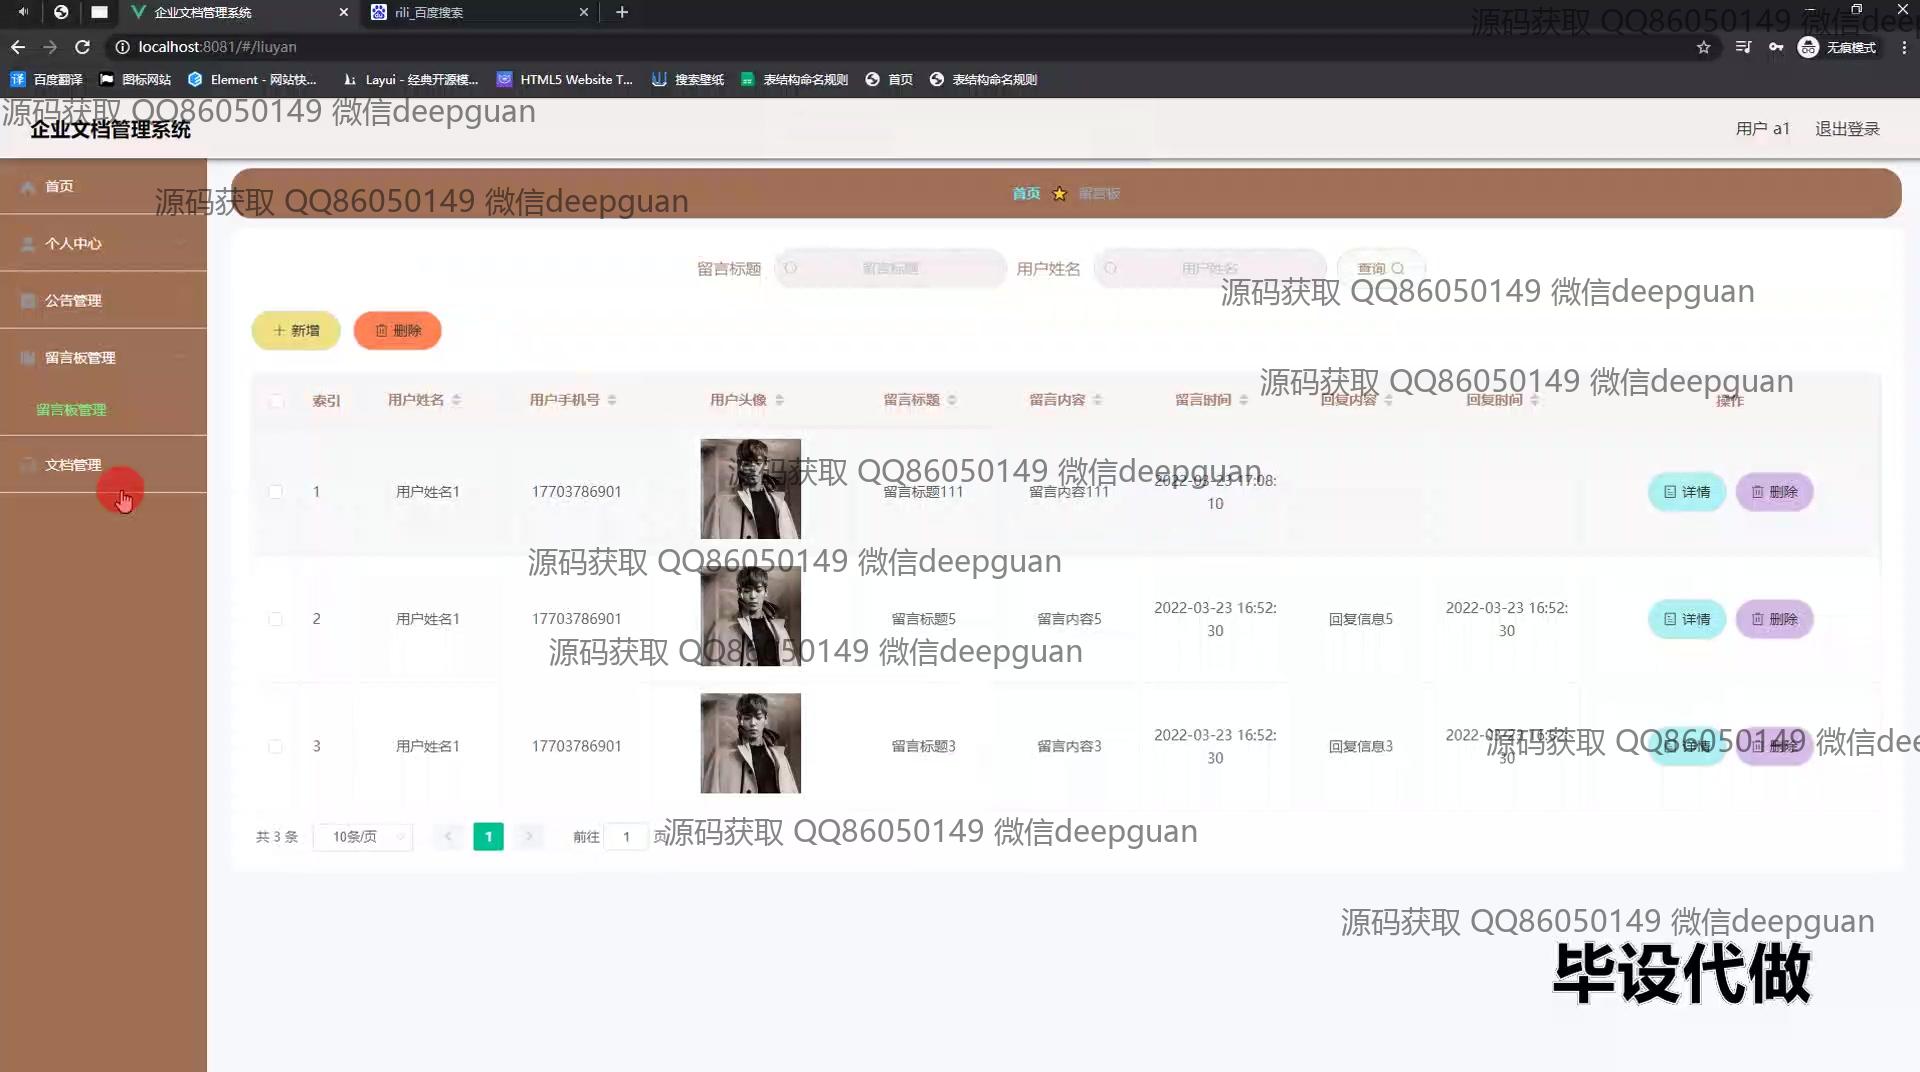 企业文档管理系统
rili_百度搜索
localhost:8081/#/liuyan
无痕模式
百度翻译
图标网站
Element - 网站快...
Layui - 经典开源模...
HTML5 Website T...
搜索壁纸
表结构命名规则
首页
表结构命名规则
源码获取 QQ86050149 微信deep
源码获取 QQ86050149 微信deepguan
企业文档管理系统
用户 a1
退出登录
首页
个人中心
公告管理
留言板管理
留言板管理
文档管理
源码获取 QQ86050149 微信deepguan
首页
留言板
留言标题
留言标题
用户姓名
用户姓名
查询
源码获取 QQ86050149 微信deepguan
新增
删除
源码获取 QQ86050149 微信deepguan
索引 用户姓名 用户手机号 用户头像 留言标题 留言内容 留言时间 回复内容 回复时间 操作
源码获取 QQ86050149 微信deepguan
1 用户姓名1 17703786901 留言标题111 留言内容111 2022-03-23 17:08:10 详情 删除
源码获取 QQ86050149 微信deepguan
2 用户姓名1 17703786901 留言标题5 留言内容5 2022-03-23 16:52:30 回复信息5 2022-03-23 16:52:30 详情 删除
源码获取 QQ86050149 微信deepguan
3 用户姓名1 17703786901 留言标题3 留言内容3 2022-03-23 16:52:30 回复信息3 2022-03-23 16:52:30 详情 删除
源码获取 QQ86050149 微信dee
共 3 条
10条/页
1
前往 1 页
源码获取 QQ86050149 微信deepguan
源码获取 QQ86050149 微信deepguan
毕设代做